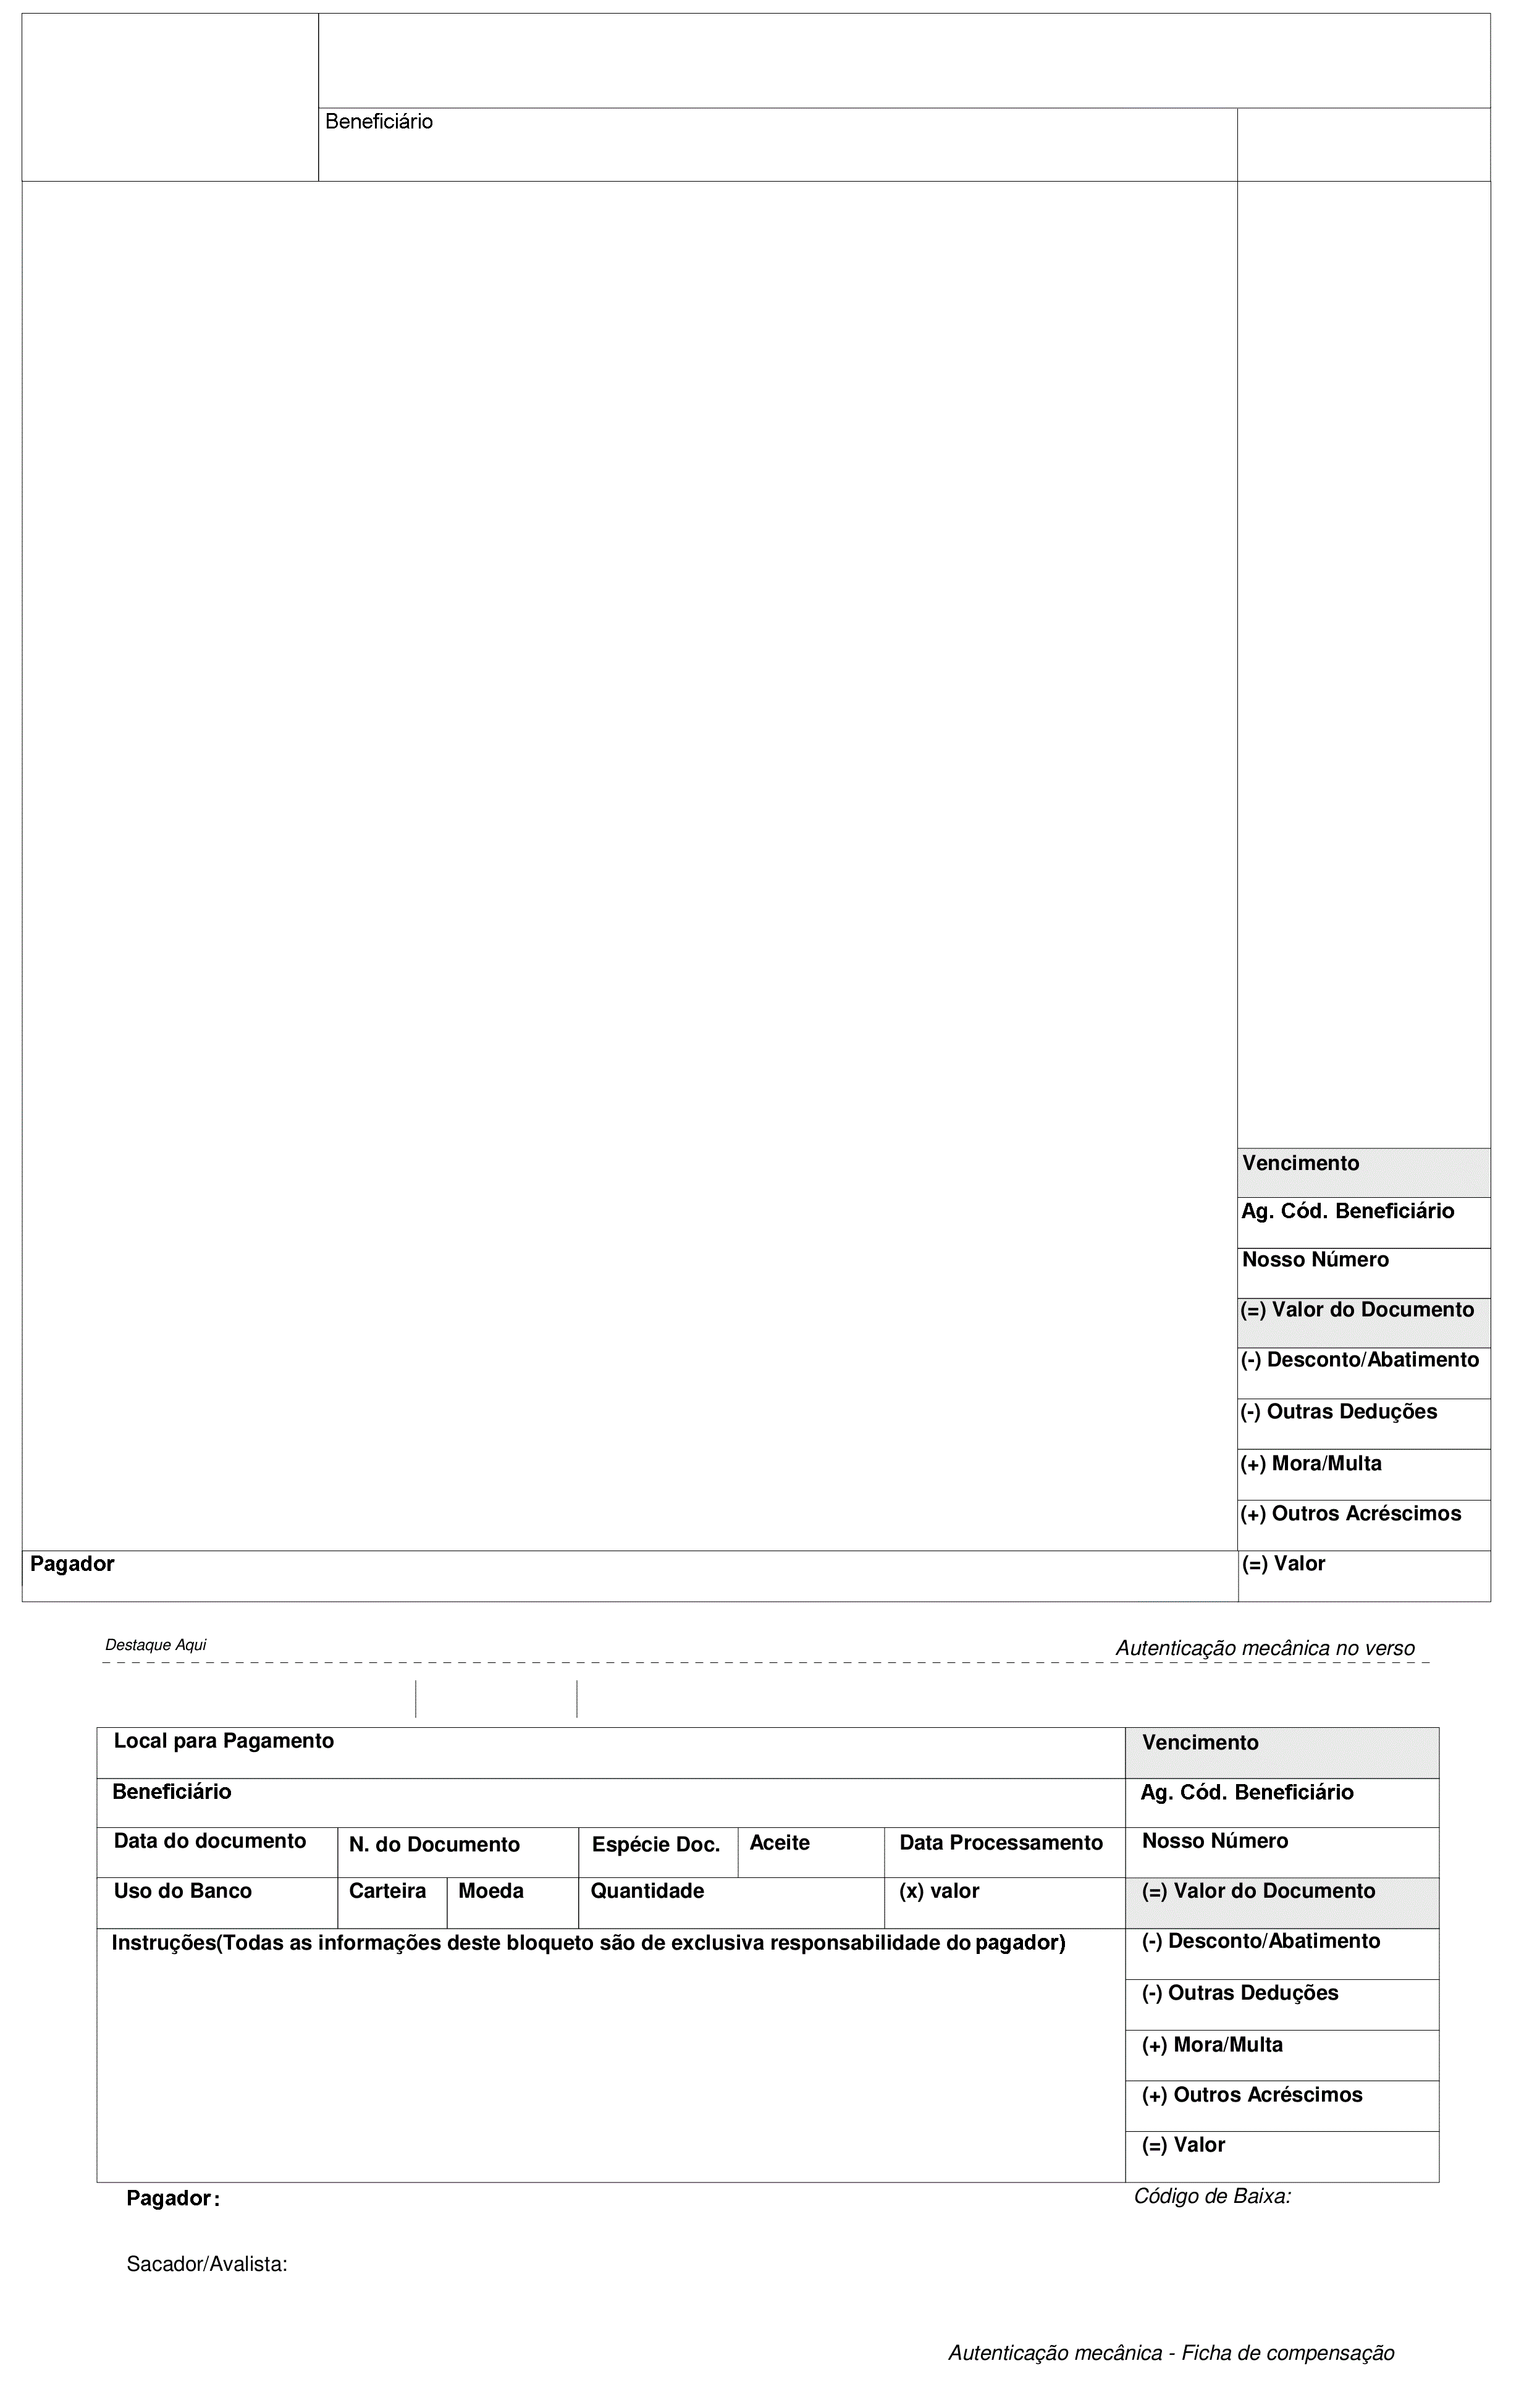 Beneficiário
Vencimento
Ag. Cód. Beneficiário
Nosso Número
(=) Valor do Documento
(-) Desconto/Abatimento
(-) Outras Deduções
(+) Mora/Multa
(+) Outros Acréscimos
Pagador (=) Valor
Destaque Aqui Autenticação mecânica no verso
Local para Pagamento Vencimento
Beneficiário Ag. Cód. Beneficiário
Data do documento N. do Documento Espécie Doc. Aceite Data Processamento Nosso Número
Uso do Banco Carteira Moeda Quantidade (x) valor (=) Valor do Documento
Instruções(Todas as informações deste bloqueto são de exclusiva responsabilidade do pagador) (-) Desconto/Abatimento
(-) Outras Deduções
(+) Mora/Multa
(+) Outros Acréscimos
(=) Valor
Pagador: Código de Baixa:
Sacador/Avalista:
Autenticação mecânica - Ficha de compensação